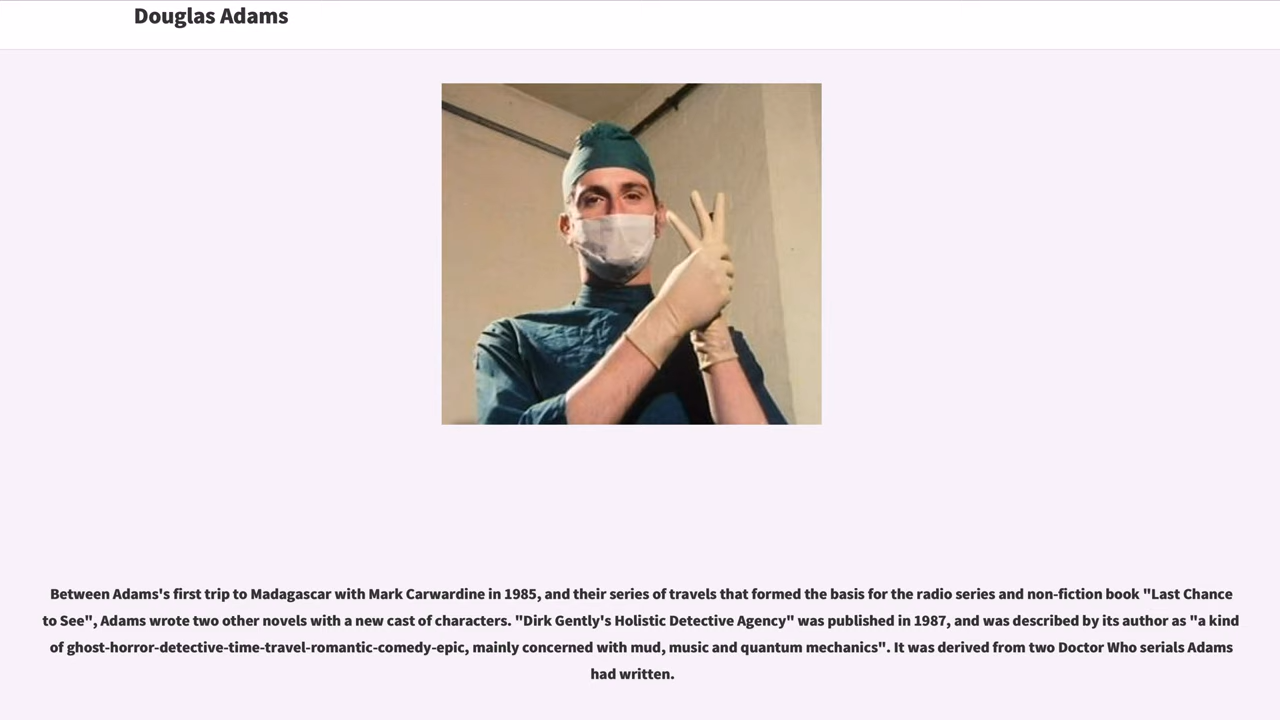 Douglas Adams
Between Adams's first trip to Madagascar with Mark Carwardine in 1985, and their series of travels that formed the basis for the radio series and non-fiction book "Last Chance
to See", Adams wrote two other novels with a new cast of characters. "Dirk Gently's Holistic Detective Agency" was published in 1987, and was described by its author as "a kind
of ghost-horror-detective-time-travel-romantic-comedy-epic, mainly concerned with mud, music and quantum mechanics". It was derived from two Doctor Who serials Adams
had written.